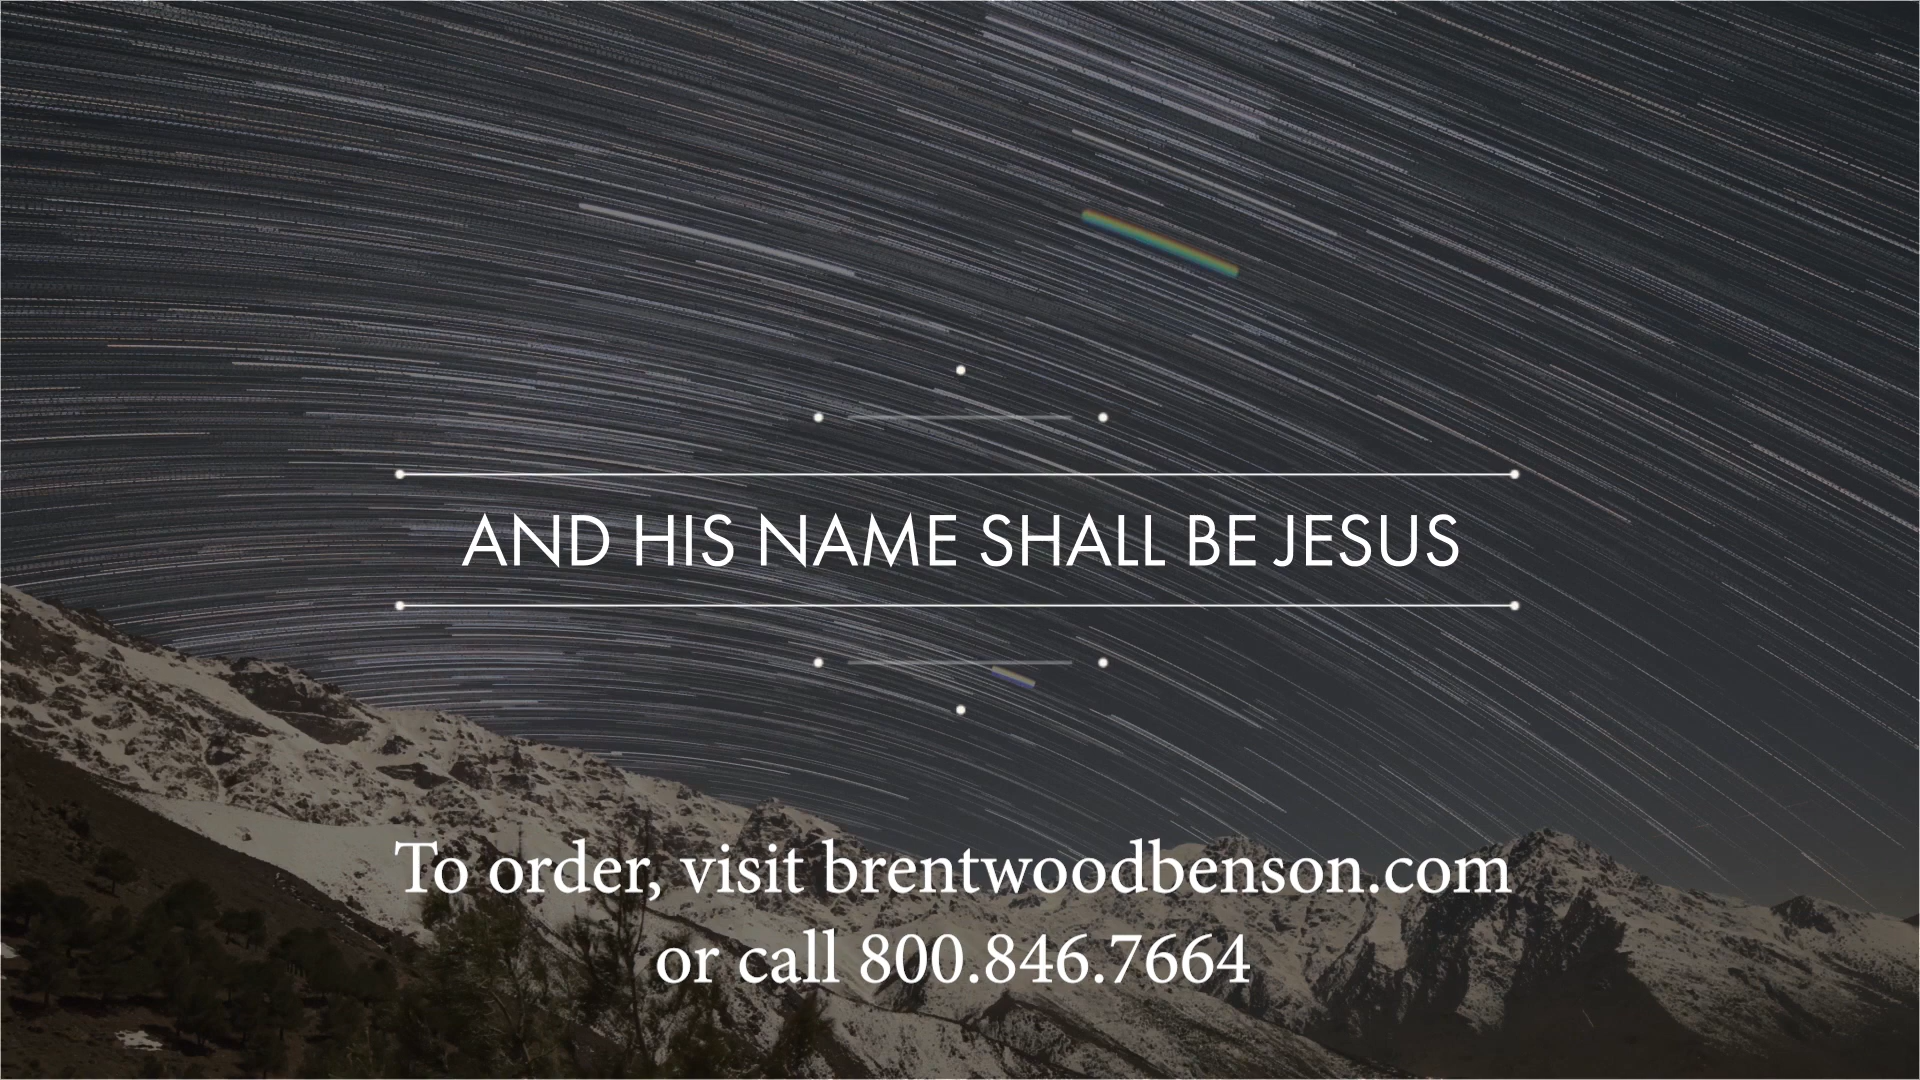 AND HIS NAME SHALL BE JESUS
To order, visit brentwoodbenson.com
or call 800.846.7664